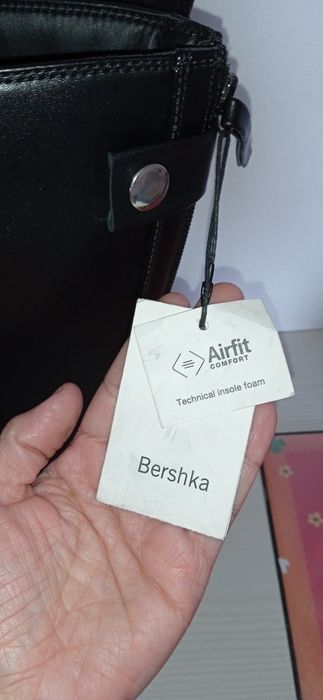 Airfit
COMFORT
Technical insole foam
Bershka